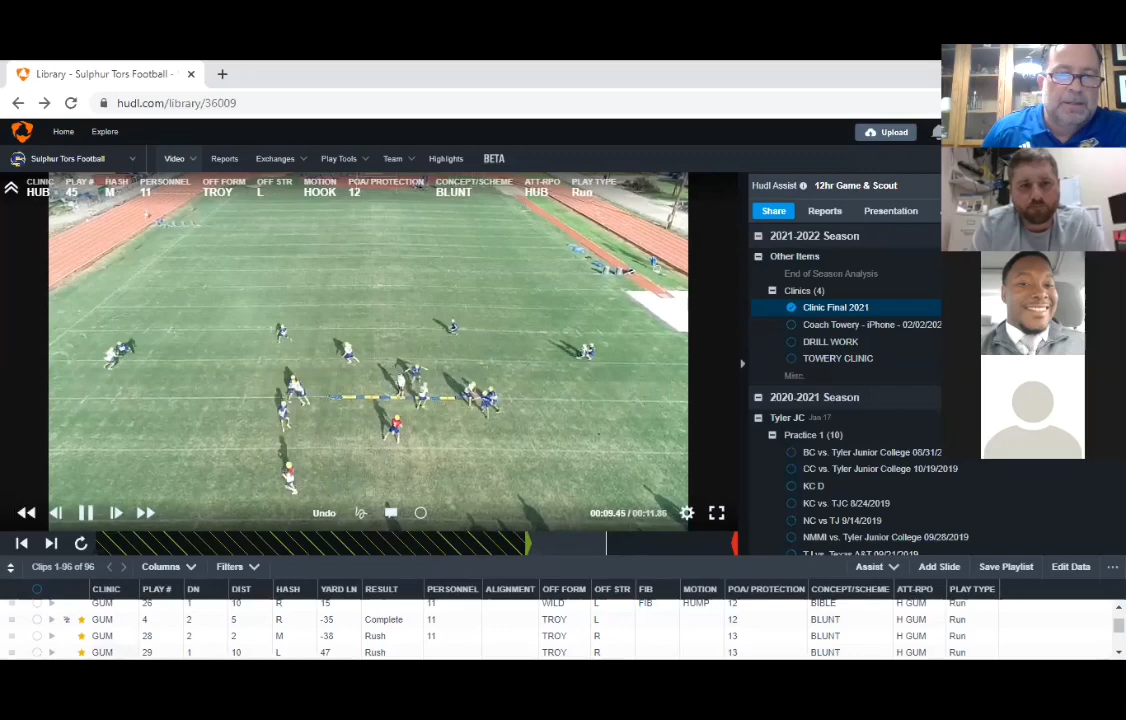 Library - Sulphur Tors Football -
hudl.com/library/36009
Home Explore Upload
Sulphur Tors Football Video Reports Exchanges Play Tools Team Highlights BETA
CLINIC PLAY # HASH PERSONNEL OFF FORM OFF STR MOTION POA/ PROTECTION CONCEPT/SCHEME ATT-RPO PLAY TYPE
HUB 45 M 11 TROY L HOOK 12 BLUNT HUB Run
Hudl Assist 12hr Game & Scout
Share Reports Presentation
2021-2022 Season
Other Items
End of Season Analysis
Clinics (4)
Clinic Final 2021
Coach Towery - iPhone - 02/02/202
DRILL WORK
TOWERY CLINIC
Misc.
2020-2021 Season
Tyler JC Jan 17
Practice 1 (10)
BC vs. Tyler Junior College 08/31/2
CC vs. Tyler Junior College 10/19/2019
KC D
KC vs. TJC 8/24/2019
NC vs TJ 9/14/2019
NMMI vs. Tyler Junior College 09/28/2019
TJ vs. Texas A&T 09/21/2019
Undo 00:09.45 / 00:11.86
Clips 1-96 of 96 Columns Filters Assist Add Slide Save Playlist Edit Data
CLINIC PLAY # DN DIST HASH YARD LN RESULT PERSONNEL ALIGNMENT OFF FORM OFF STR FIB MOTION POA/ PROTECTION CONCEPT/SCHEME ATT-RPO PLAY TYPE
GUM 26 1 10 R 15 11 WILD L FIB HUMP 12 BIBLE H GUM Run
GUM 4 2 5 R -35 Complete 11 TROY L 12 BLUNT H GUM Run
GUM 28 2 2 M -38 Rush 11 TROY R 13 BLUNT H GUM Run
GUM 29 1 10 L 47 Rush TROY R 13 BLUNT H GUM Run